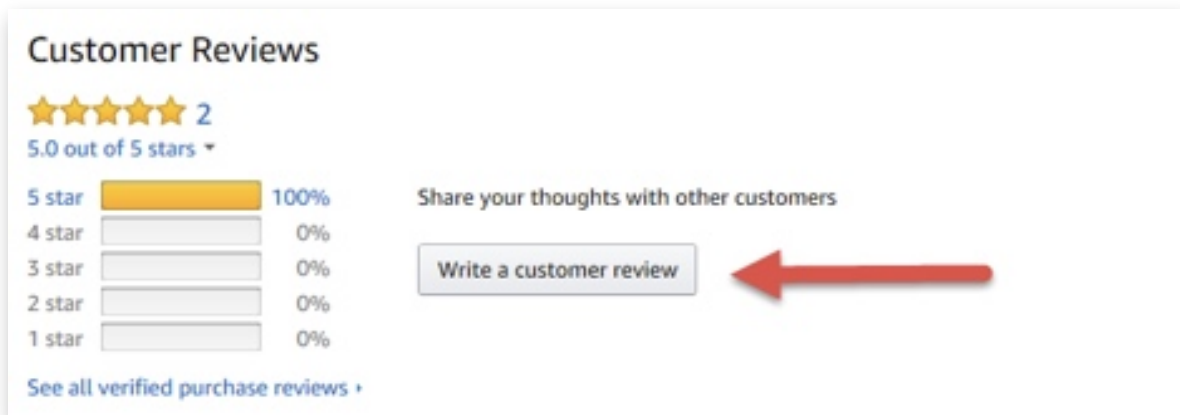 Customer Reviews
2
5.0 out of 5 stars
5 star 100%
Share your thoughts with other customers
4 star 0%
3 star 0%
Write a customer review
2 star 0%
1 star 0%
See all verified purchase reviews